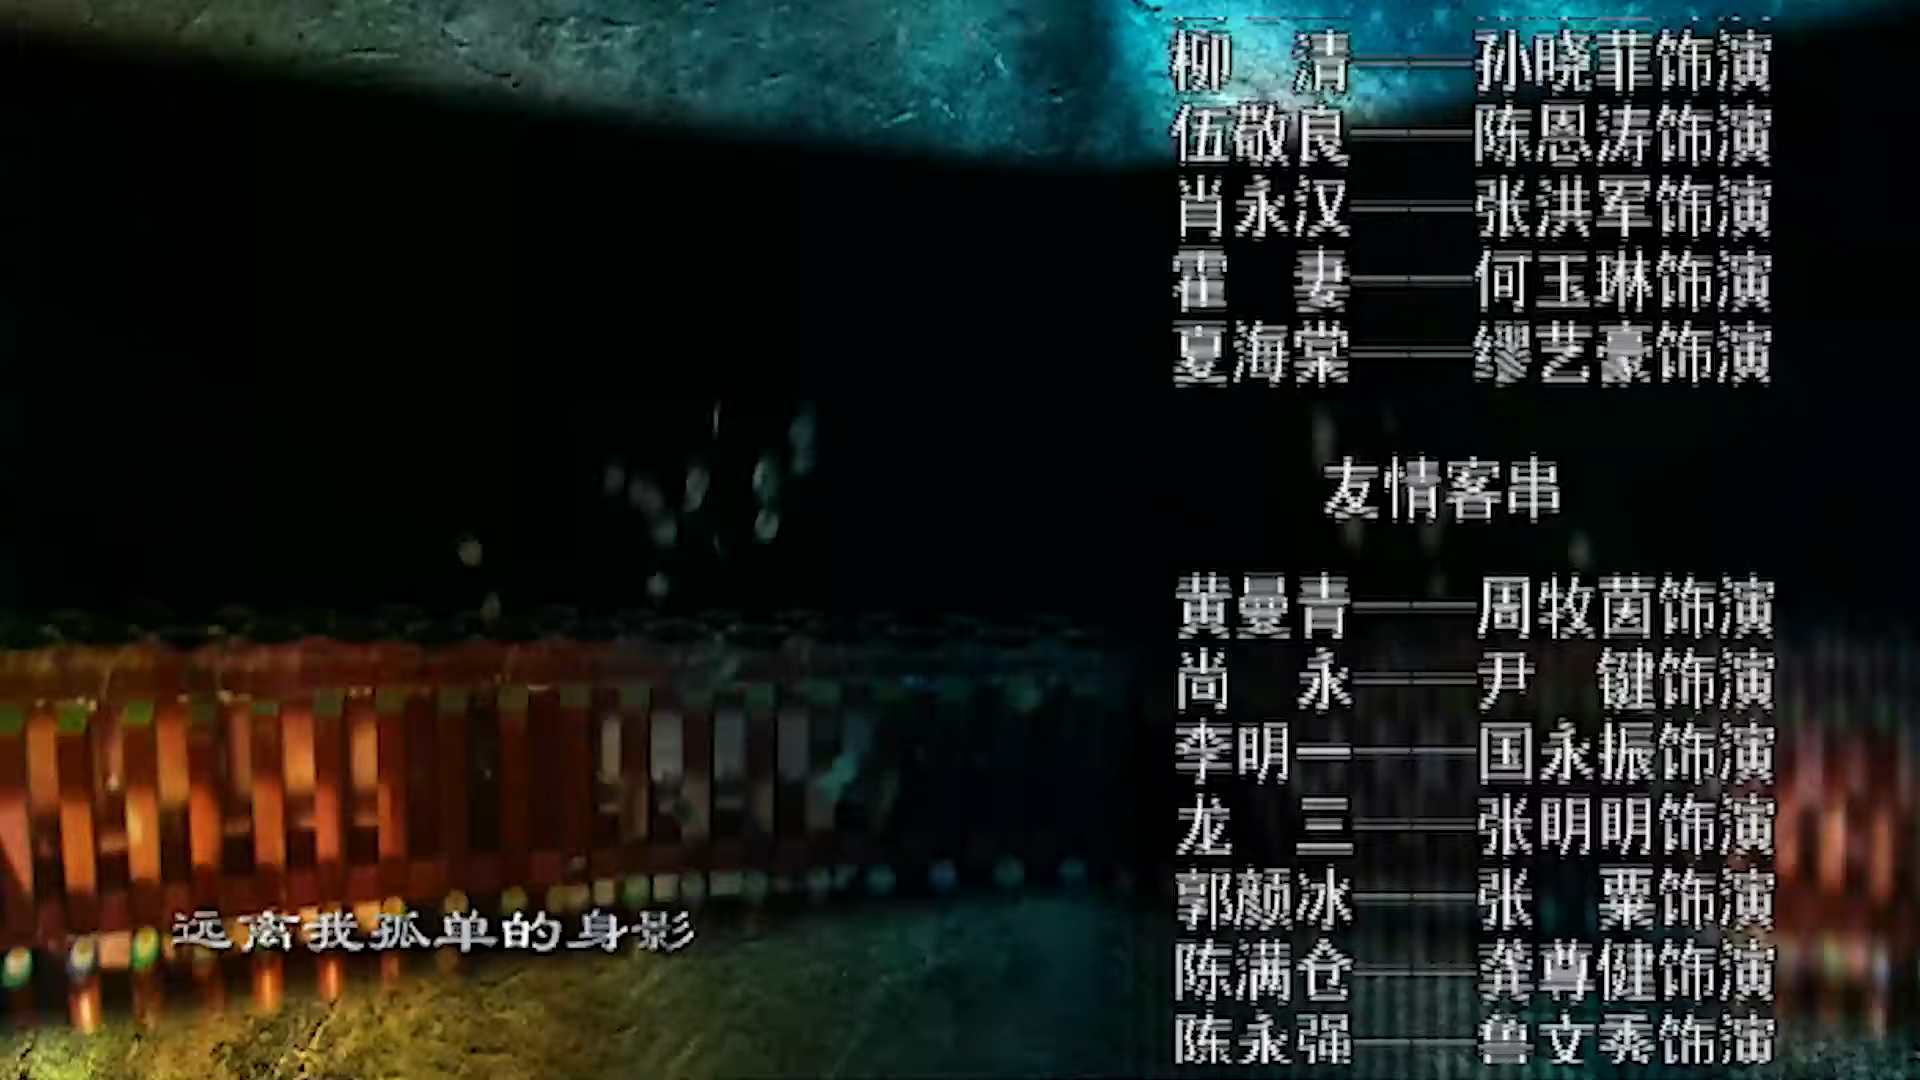 柳 清——孙晓菲饰演
伍敬良——陈恩涛饰演
肖永汉——张洪军饰演
霍 妻——何玉琳饰演
夏海棠——缪艺豪饰演
友情客串
黄曼青——周牧茵饰演
尚 永——尹 键饰演
李明一——国永振饰演
龙 三——张明明饰演
郭颜冰——张 粟饰演
陈满仓——龚尊健饰演
陈永强——鲁文秀饰演
远离我孤单的身影